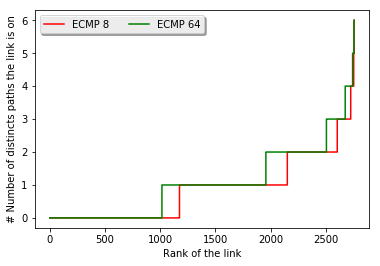 ECMP 8 ECMP 64
# Number of distincts paths the link is on
6
5
4
3
2
1
0
0 500 1000 1500 2000 2500
Rank of the link